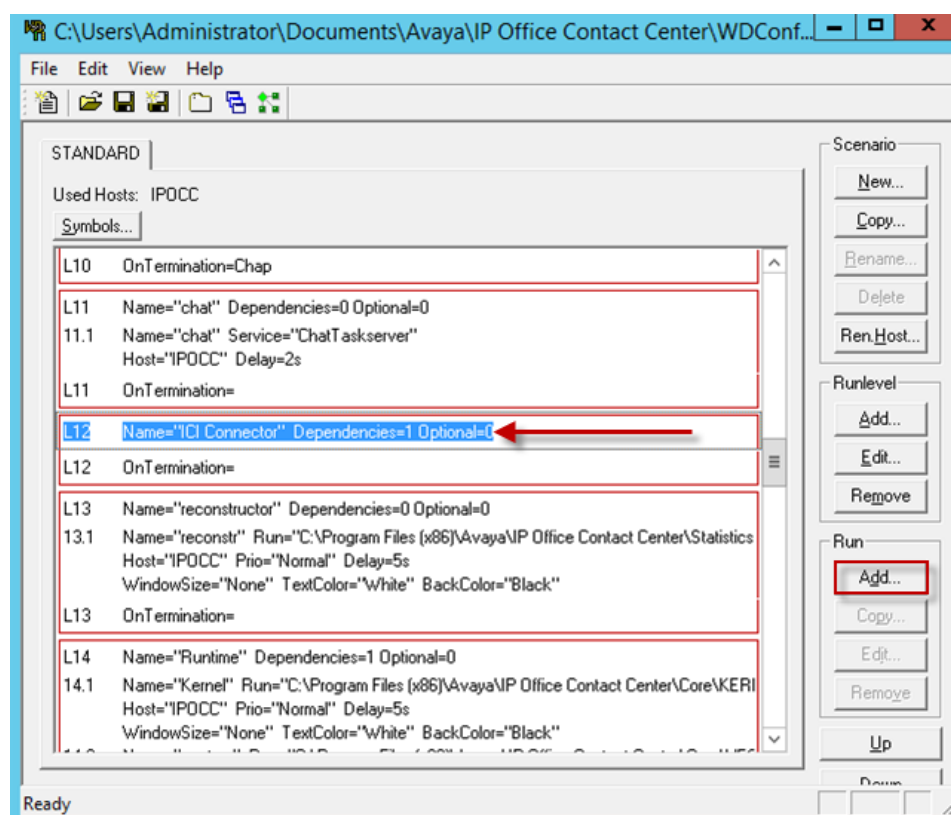 C:\Users\Administrator\Documents\Avaya\IP Office Contact Center\WDConf...
File Edit View Help
STANDARD
Used Hosts: IPOCC
Symbols...
L10 OnTermination=Chap
L11 Name="chat" Dependencies=0 Optional=0
11.1 Name="chat" Service="ChatTaskserver"
Host="IPOCC" Delay=2s
L11 OnTermination=
L12 Name="ICI Connector" Dependencies=1 Optional=0
L12 OnTermination=
L13 Name="reconstructor" Dependencies=0 Optional=0
13.1 Name="reconstr" Run="C:\Program Files (x86)\Avaya\IP Office Contact Center\Statistics
Host="IPOCC" Prio="Normal" Delay=5s
WindowSize="None" TextColor="White" BackColor="Black"
L13 OnTermination=
L14 Name="Runtime" Dependencies=1 Optional=0
14.1 Name="Kernel" Run="C:\Program Files (x86)\Avaya\IP Office Contact Center\Core\KERI
Host="IPOCC" Prio="Normal" Delay=5s
WindowSize="None" TextColor="White" BackColor="Black"
Scenario
New...
Copy...
Rename...
Delete
Ren.Host...
Runlevel
Add...
Edit...
Remove
Run
Add...
Copy...
Edit...
Remove
Up
Down
Ready